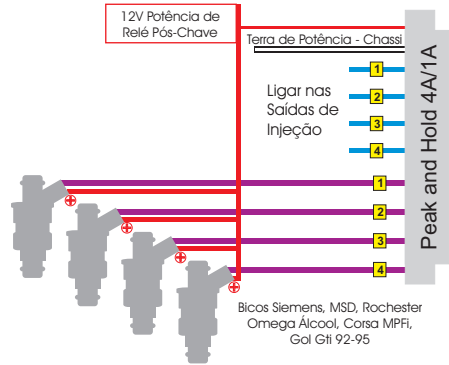 12V Potência de
Relé Pós-Chave
Terra de Potência - Chassi
1
Ligar nas
Saídas de
Injeção
2
3
4
Peak and Hold 4A/1A
1
2
3
4
Bicos Siemens, MSD, Rochester
Omega Álcool, Corsa MPFi,
Gol Gti 92-95